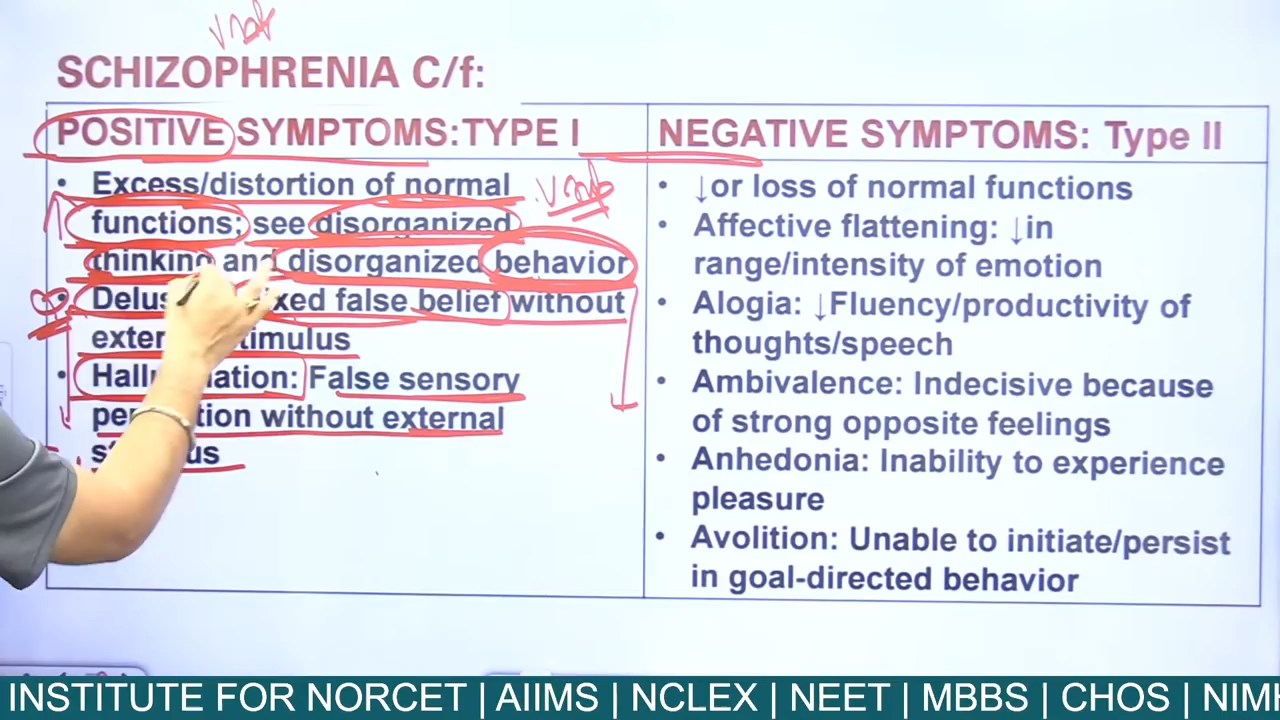 SCHIZOPHRENIA C/f:
POSITIVE SYMPTOMS:TYPE I
• Excess/distortion of normal
functions; see disorganized
thinking and disorganized behavior
false belief without
• False sensory
without external
NEGATIVE SYMPTOMS: Type II
• ↓or loss of normal functions
• Affective flattening: ↓in
range/intensity of emotion
• Alogia: ↓Fluency/productivity of
thoughts/speech
• Ambivalence: Indecisive because
of strong opposite feelings
• Anhedonia: Inability to experience
pleasure
• Avolition: Unable to initiate/persist
in goal-directed behavior
INSTITUTE FOR NORCET | AIIMS | NCLEX | NEET | MBBS | CHOS | NIMH